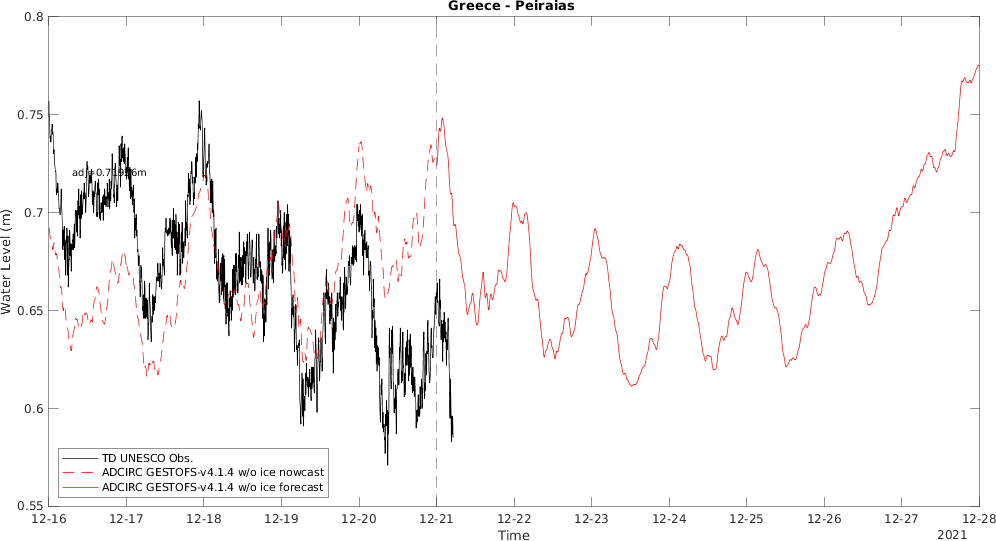 Greece - Peiraias
0.8
0.75
0.7
0.65
0.6
0.55
Water Level (m)
TD UNESCO Obs.
ADCIRC GESTOFS-v4.1.4 w/o ice nowcast
ADCIRC GESTOFS-v4.1.4 w/o ice forecast
12-16 12-17 12-18 12-19 12-20 12-21 12-22 12-23 12-24 12-25 12-26 12-27 12-28
Time
2021